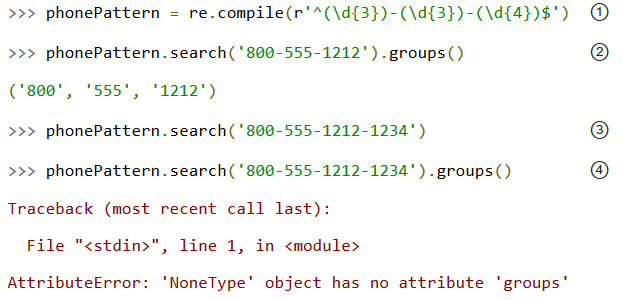 >>> phonePattern = re.compile(r'^(\d{3})-(\d{3})-(\d{4})$') ①
>>> phonePattern.search('800-555-1212').groups() ②
('800', '555', '1212')
>>> phonePattern.search('800-555-1212-1234') ③
>>> phonePattern.search('800-555-1212-1234').groups() ④
Traceback (most recent call last):
  File "<stdin>", line 1, in <module>
AttributeError: 'NoneType' object has no attribute 'groups'